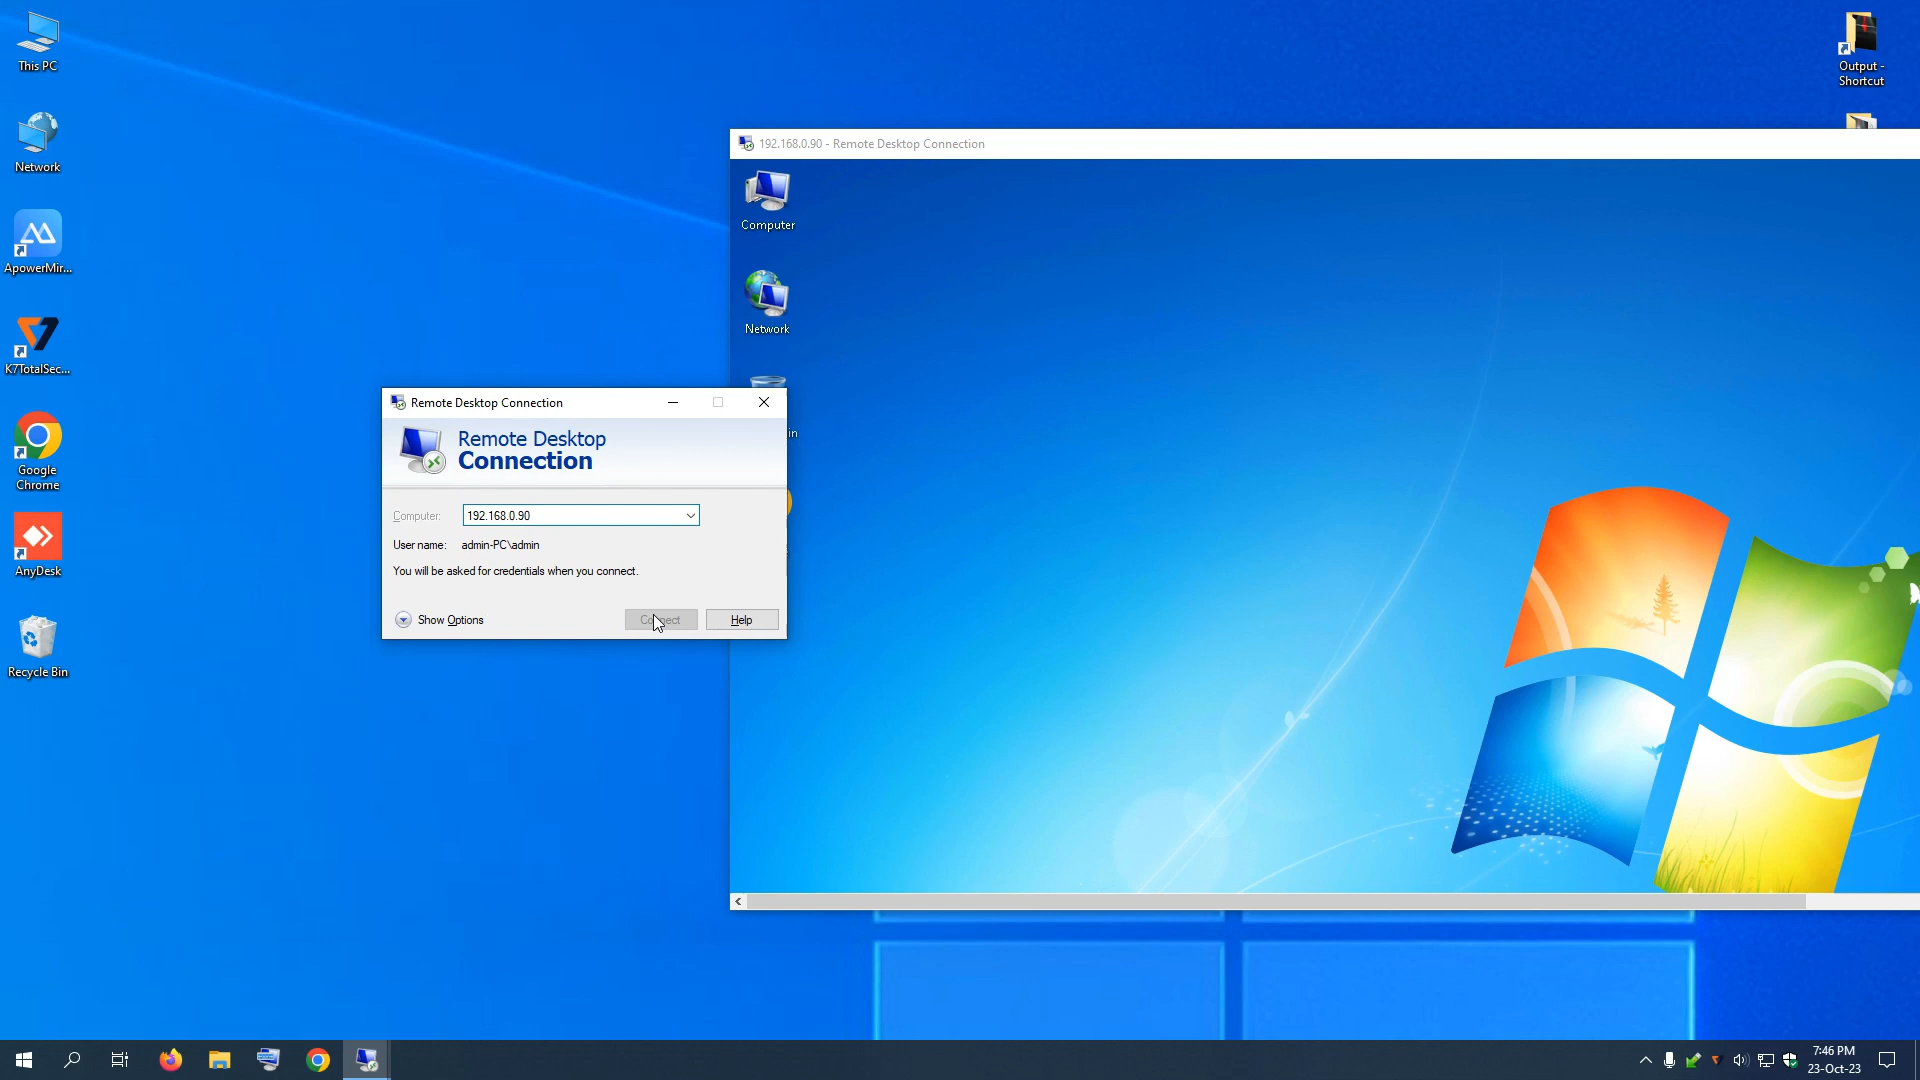 This PC
Network
ApowerMir...
K7TotalSec...
Google
Chrome
AnyDesk
Recycle Bin
Output -
Shortcut
192.168.0.90 - Remote Desktop Connection
Computer
Network
in
Remote Desktop Connection
Remote Desktop
Connection
Computer:
192.168.0.90
User name:
admin-PC\admin
You will be asked for credentials when you connect.
Show Options
Connect
Help
7:46 PM
23-Oct-23